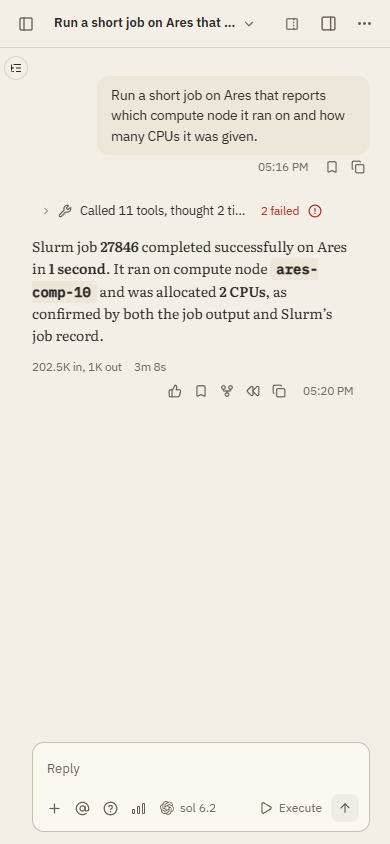 Run a short job on Ares that ...
Run a short job on Ares that reports
which compute node it ran on and how
many CPUs it was given.
05:16 PM
Called 11 tools, thought 2 ti... 2 failed
Slurm job 27846 completed successfully on Ares
in 1 second. It ran on compute node ares-
comp-10 and was allocated 2 CPUs, as
confirmed by both the job output and Slurm's
job record.
202.5K in, 1K out 3m 8s
05:20 PM
Reply
sol 6.2 Execute